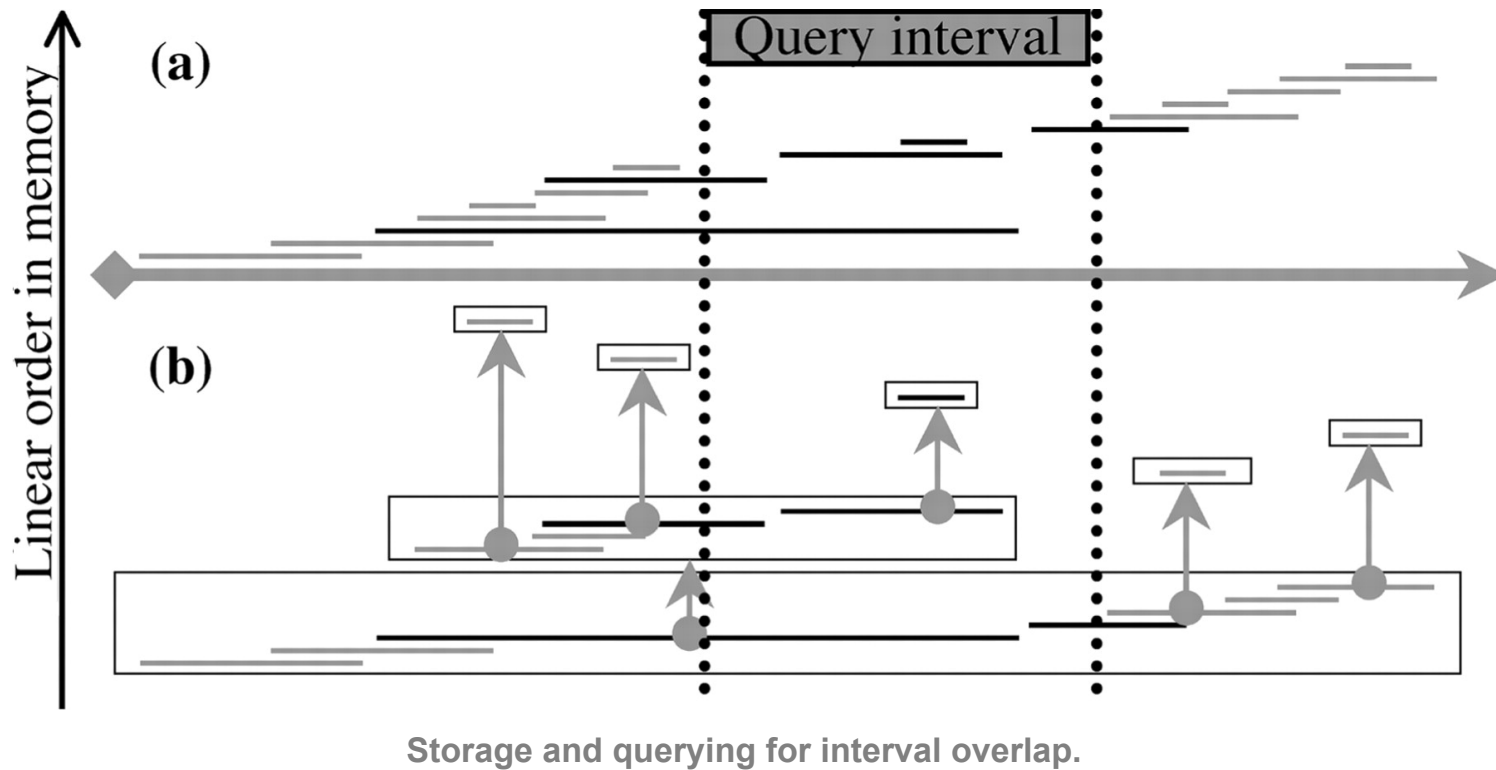 Linear order in memory
(a)
Query interval
(b)
Storage and querying for interval overlap.